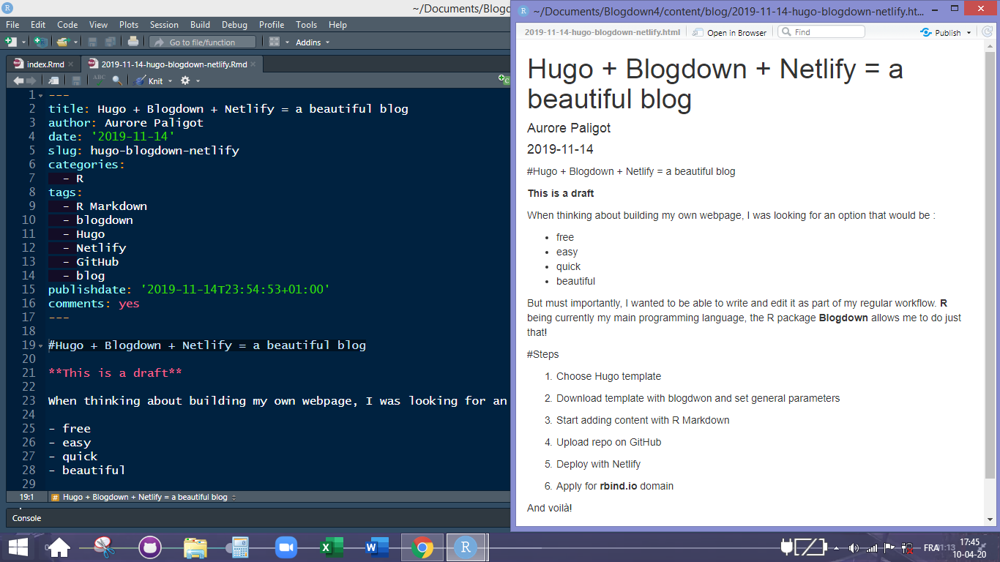 ~/Documents/Blogd
File Edit Code View Plots Session Build Debug Profile Tools Help
Go to file/function
Addins
index.Rmd
2019-11-14-hugo-blogdown-netlify.Rmd
ABC
Knit
1 ---
2 title: Hugo + Blogdown + Netlify = a beautiful blog
3 author: Aurore Paligot
4 date: '2019-11-14'
5 slug: hugo-blogdown-netlify
6 categories:
7 - R
8 tags:
9 - R Markdown
10 - blogdown
11 - Hugo
12 - Netlify
13 - GitHub
14 - blog
15 publishdate: '2019-11-14T23:54:53+01:00'
16 comments: yes
17 ---
18
19 #Hugo + Blogdown + Netlify = a beautiful blog
20
21 **This is a draft**
22
23 When thinking about building my own webpage, I was looking for an
24
25 - free
26 - easy
27 - quick
28 - beautiful
29
19:1 # Hugo + Blogdown + Netlify = a beautiful blog
Console
~/Documents/Blogdown4/content/blog/2019-11-14-hugo-blogdown-netlify.ht...
2019-11-14-hugo-blogdown-netlify.html Open in Browser Find Publish
Hugo + Blogdown + Netlify = a
beautiful blog
Aurore Paligot
2019-11-14
#Hugo + Blogdown + Netlify = a beautiful blog
This is a draft
When thinking about building my own webpage, I was looking for an option that would be :
• free
• easy
• quick
• beautiful
But must importantly, I wanted to be able to write and edit it as part of my regular workflow. R
being currently my main programming language, the R package Blogdown allows me to do just
that!
#Steps
1. Choose Hugo template
2. Download template with blogdwon and set general parameters
3. Start adding content with R Markdown
4. Upload repo on GitHub
5. Deploy with Netlify
6. Apply for rbind.io domain
And voilà!
FRA
01:13
17:45
10-04-20